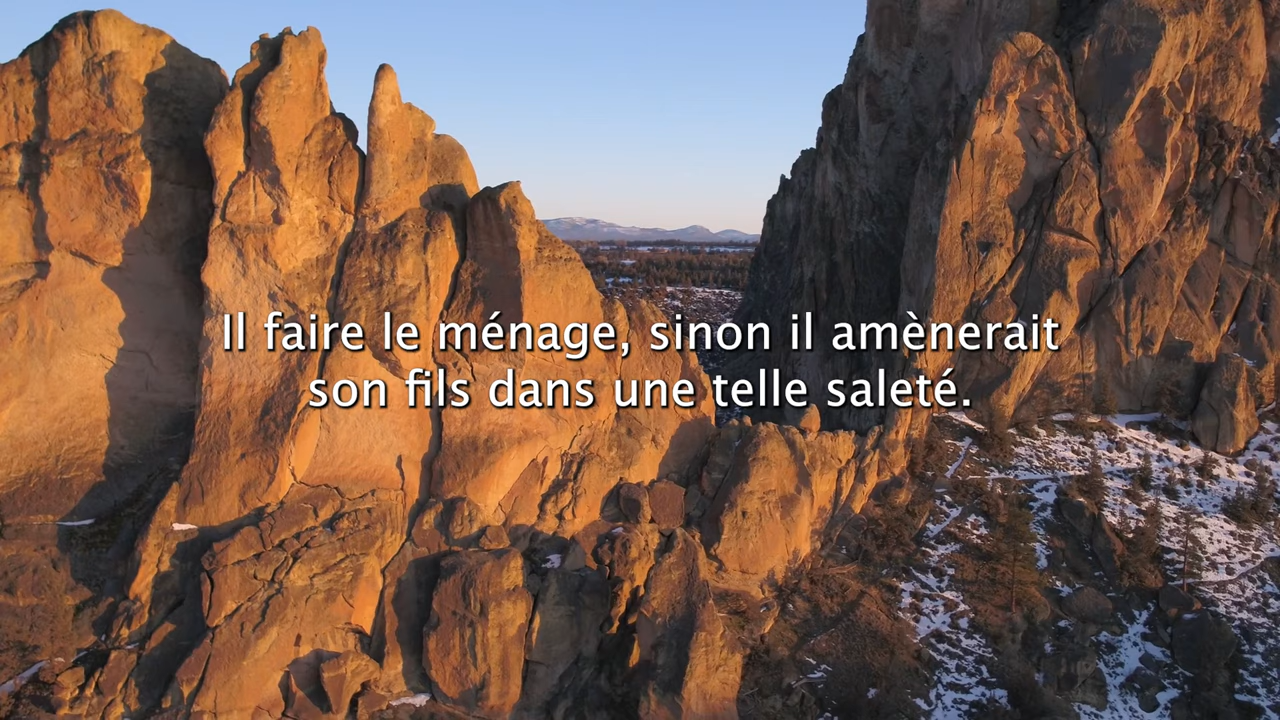 Il faire le ménage, sinon il amènerait
son fils dans une telle saleté.